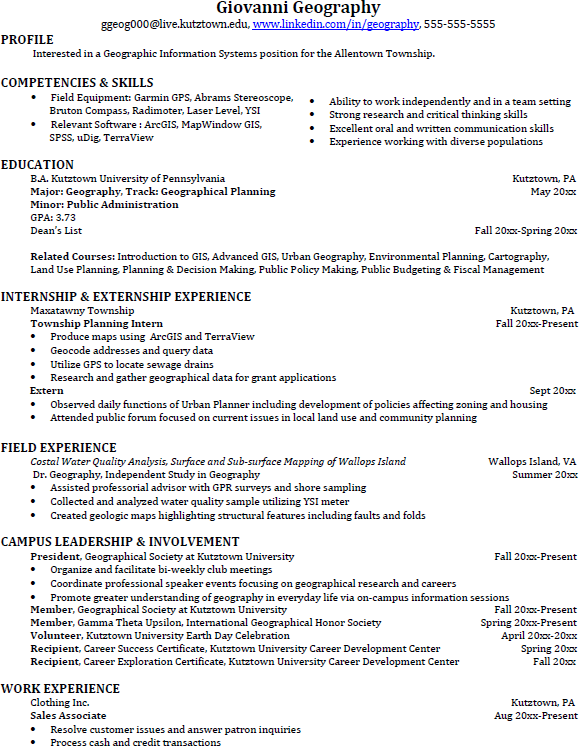 Giovanni Geography
ggeog000@live.kutztown.edu, www.linkedin.com/in/geography, 555-555-5555
PROFILE
Interested in a Geographic Information Systems position for the Allentown Township.
COMPETENCIES & SKILLS
• Field Equipment: Garmin GPS, Abrams Stereoscope,
Bruton Compass, Radimoter, Laser Level, YSI
• Relevant Software : ArcGIS, MapWindow GIS,
SPSS, uDig, TerraView
• Ability to work independently and in a team setting
• Strong research and critical thinking skills
• Excellent oral and written communication skills
• Experience working with diverse populations
EDUCATION
B.A. Kutztown University of Pennsylvania Kutztown, PA
Major: Geography, Track: Geographical Planning May 20xx
Minor: Public Administration
GPA: 3.73
Dean's List Fall 20xx-Spring 20xx
Related Courses: Introduction to GIS, Advanced GIS, Urban Geography, Environmental Planning, Cartography,
Land Use Planning, Planning & Decision Making, Public Policy Making, Public Budgeting & Fiscal Management
INTERNSHIP & EXTERNSHIP EXPERIENCE
Maxatawny Township Kutztown, PA
Township Planning Intern Fall 20xx-Present
• Produce maps using ArcGIS and TerraView
• Geocode addresses and query data
• Utilize GPS to locate sewage drains
• Research and gather geographical data for grant applications
Extern Sept 20xx
• Observed daily functions of Urban Planner including development of policies affecting zoning and housing
• Attended public forum focused on current issues in local land use and community planning
FIELD EXPERIENCE
Costal Water Quality Analysis, Surface and Sub-surface Mapping of Wallops Island Wallops Island, VA
Dr. Geography, Independent Study in Geography Summer 20xx
• Assisted professorial advisor with GPR surveys and shore sampling
• Collected and analyzed water quality sample utilizing YSI meter
• Created geologic maps highlighting structural features including faults and folds
CAMPUS LEADERSHIP & INVOLVEMENT
President, Geographical Society at Kutztown University Fall 20xx-Present
• Organize and facilitate bi-weekly club meetings
• Coordinate professional speaker events focusing on geographical research and careers
• Promote greater understanding of geography in everyday life via on-campus information sessions
Member, Geographical Society at Kutztown University Fall 20xx-Present
Member, Gamma Theta Upsilon, International Geographical Honor Society Spring 20xx-Present
Volunteer, Kutztown University Earth Day Celebration April 20xx-20xx
Recipient, Career Success Certificate, Kutztown University Career Development Center Spring 20xx
Recipient, Career Exploration Certificate, Kutztown University Career Development Center Fall 20xx
WORK EXPERIENCE
Clothing Inc. Kutztown, PA
Sales Associate Aug 20xx-Present
• Resolve customer issues and answer patron inquiries
• Process cash and credit transactions